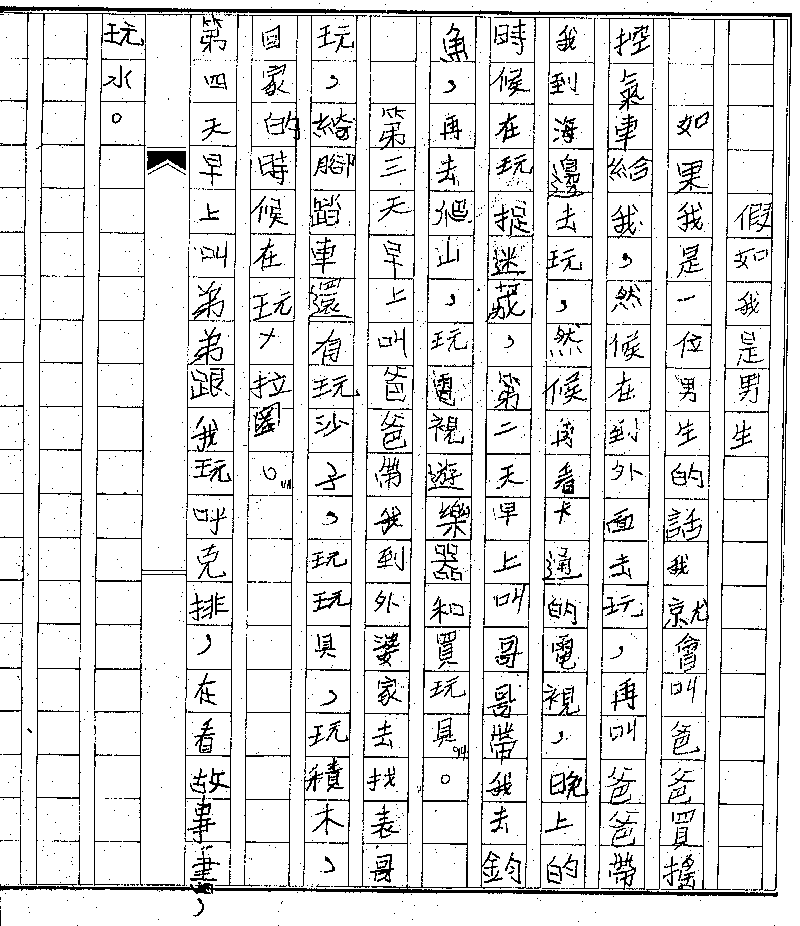 假如我是男生
如果我是一位男生的話我就會叫爸爸買搖
控氣車給我，然候在到外面去玩，再叫爸爸帶
我到海邊去玩，然候再看卡通的電視，晚上的
時候在玩捉迷藏，第二天早上叫哥哥帶我去釣
魚，再去爬山，玩電視遊樂器和買玩具。
第三天早上叫爸爸帶我到外婆家去找表哥
玩，綺腳踏車還有玩沙子，玩玩具，玩積木，
回家的時候在玩ㄨ拉圈。
第四天早上叫弟弟跟我玩呼克排，在看故事書，
玩水。